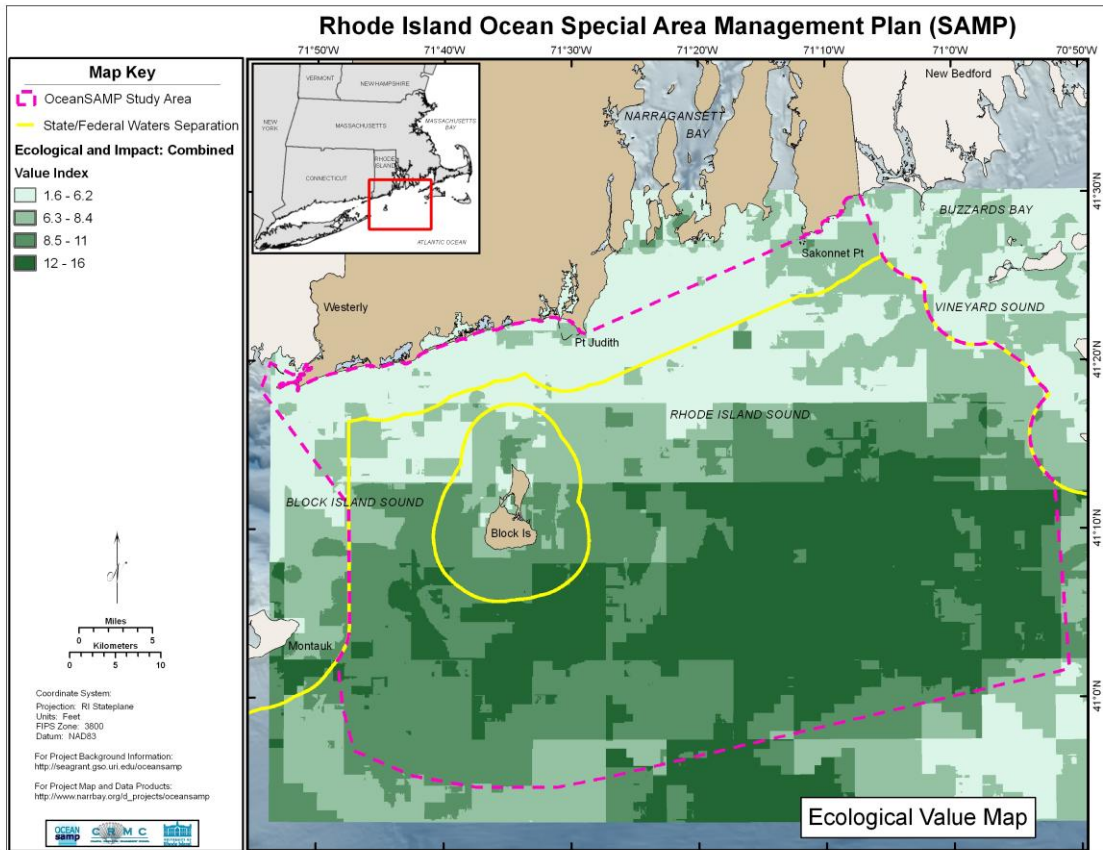 Rhode Island Ocean Special Area Management Plan (SAMP)
71°50'W
71°40'W
71°30'W
71°20'W
71°10'W
71°0'W
70°50'W
Map Key
OceanSAMP Study Area
State/Federal Waters Separation
Ecological and Impact: Combined
Value Index
1.6 - 6.2
6.3 - 8.4
8.5 - 11
12 - 16
VERMONT
NEW HAMPSHIRE
NEW
YORK
MASSACHUSETTS
MASSACHUSETTS
BAY
CONNECTICUT
RHODE
ISLAND
ATLANTIC OCEAN
NARRAGANSETT
BAY
New Bedford
41°30'N
BUZZARDS BAY
Sakonnet Pt
Westerly
VINEYARD SOUND
Pt Judith
41°20'N
RHODE ISLAND SOUND
BLOCK ISLAND SOUND
Block Is
41°10'N
Montauk
41°0'N
Miles
0 5
Kilometers
0 5 10
Coordinate System:
Projection: RI Stateplane
Units: Feet
FIPS Zone: 3800
Datum: NAD83
For Project Background Information:
http://seagrant.gso.uri.edu/oceansamp
For Project Map and Data Products:
http://www.narrbay.org/d_projects/oceansamp
OCEAN
samp
CRMC
Ecological Value Map